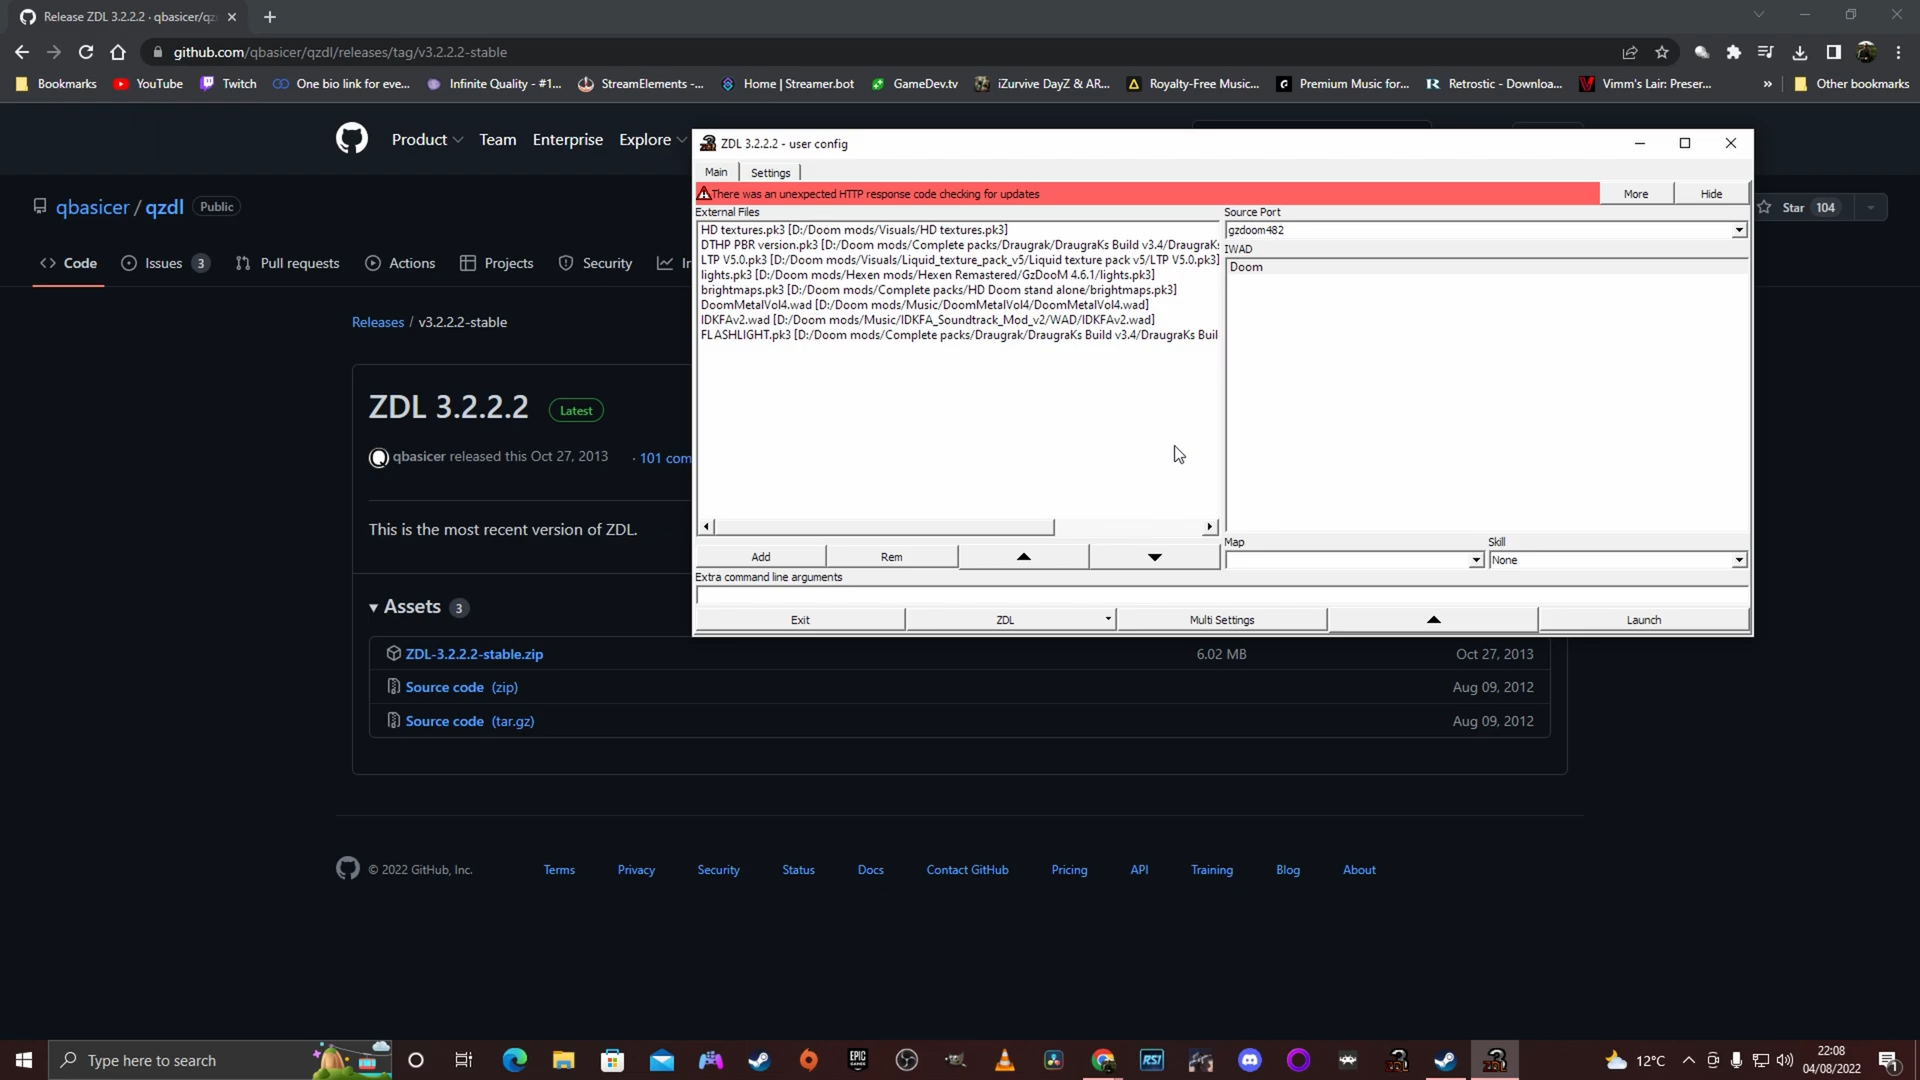 Release ZDL 3.2.2.2 · qbasicer/qz
github.com/qbasicer/qzdl/releases/tag/v3.2.2.2-stable
Bookmarks
YouTube
Twitch
One bio link for eve...
Infinite Quality - #1...
StreamElements -...
Home | Streamer.bot
GameDev.tv
iZurvive DayZ & AR...
Royalty-Free Music...
Premium Music for...
Retrostic - Downloa...
Vimm's Lair: Preser...
»
Other bookmarks
Product
Team
Enterprise
Explore
qbasicer / qzdl
Public
Star 104
Code
Issues 3
Pull requests
Actions
Projects
Security
In
Releases / v3.2.2.2-stable
ZDL 3.2.2.2
Latest
qbasicer released this Oct 27, 2013
· 101 com
This is the most recent version of ZDL.
Assets 3
ZDL-3.2.2.2-stable.zip
6.02 MB
Oct 27, 2013
Source code (zip)
Aug 09, 2012
Source code (tar.gz)
Aug 09, 2012
ZDL 3.2.2.2 - user config
Main
Settings
There was an unexpected HTTP response code checking for updates
More
Hide
External Files
HD textures.pk3 [D:/Doom mods/Visuals/HD textures.pk3]
DTHP PBR version.pk3 [D:/Doom mods/Complete packs/Draugrak/DraugraKs Build v3.4/DraugraKs
LTP V5.0.pk3 [D:/Doom mods/Visuals/Liquid_texture_pack_v5/Liquid texture pack v5/LTP V5.0.pk3]
lights.pk3 [D:/Doom mods/Hexen mods/Hexen Remastered/GzDooM 4.6.1/lights.pk3]
brightmaps.pk3 [D:/Doom mods/Complete packs/HD Doom stand alone/brightmaps.pk3]
DoomMetalVol4.wad [D:/Doom mods/Music/DoomMetalVol4/DoomMetalVol4.wad]
IDKFAv2.wad [D:/Doom mods/Music/IDKFA_Soundtrack_Mod_v2/WAD/IDKFAv2.wad]
FLASHLIGHT.pk3 [D:/Doom mods/Complete packs/Draugrak/DraugraKs Build v3.4/DraugraKs Buil
Source Port
gzdoom482
IWAD
Doom
Add
Rem
Map
Skill
None
Extra command line arguments
Exit
ZDL
Multi Settings
Launch
© 2022 GitHub, Inc.
Terms
Privacy
Security
Status
Docs
Contact GitHub
Pricing
API
Training
Blog
About
Type here to search
EPIC GAMES
RSI
12°C
22:08
04/08/2022
1